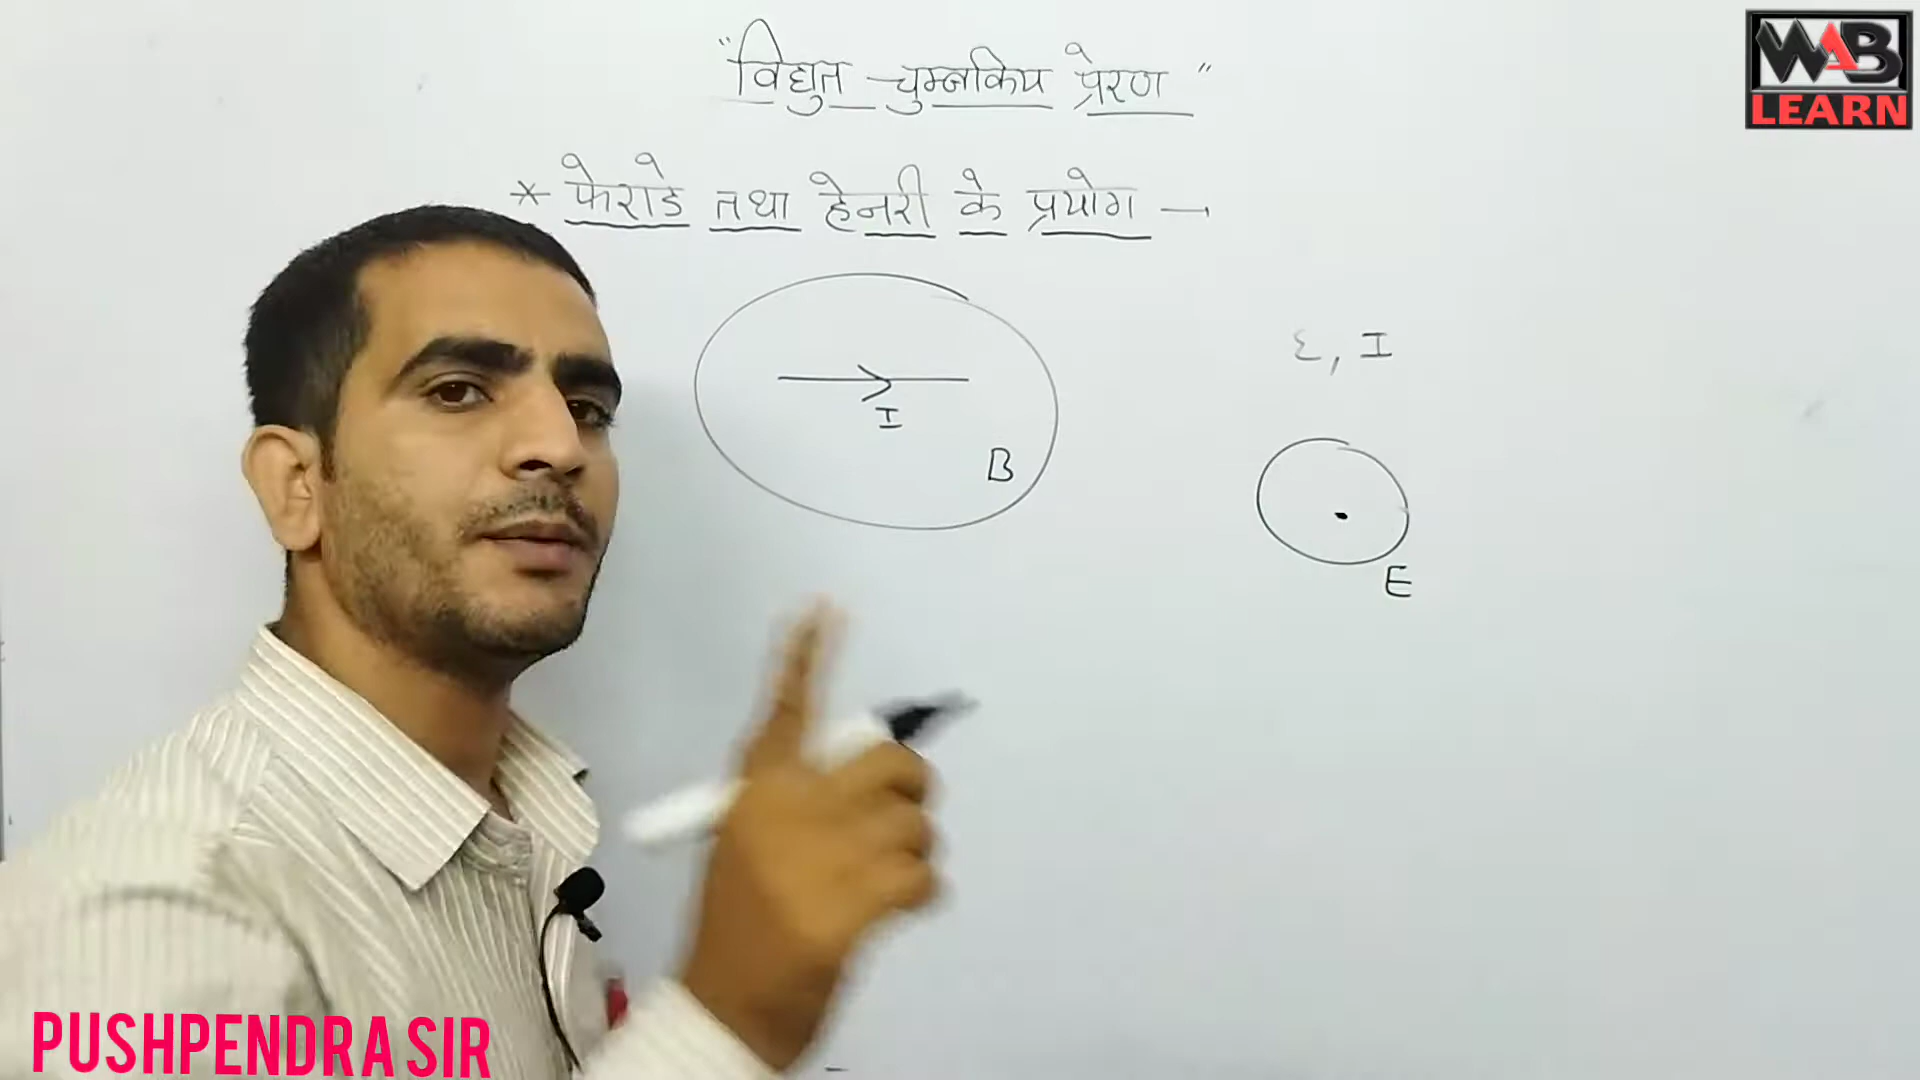 "विद्युत चुम्बकिय प्रेरण"
* फेराडे तथा हेनरी के प्रयोग →
I
B
ε, I
E
WAB
LEARN
PUSHPENDRA SIR